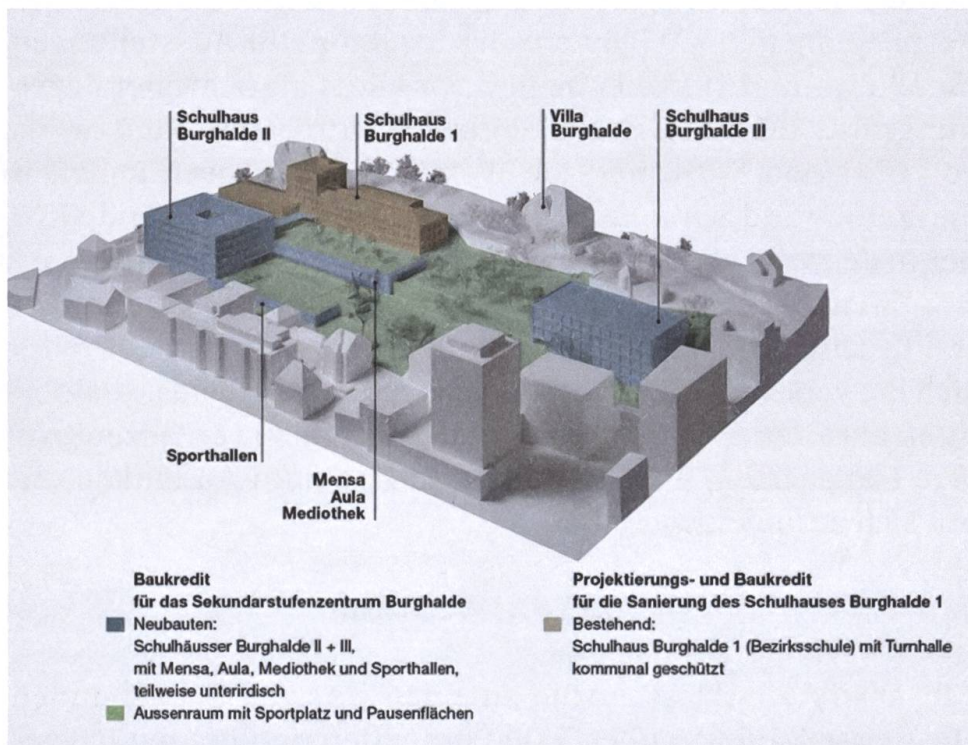 Schulhaus
Burghalde II
Schulhaus
Burghalde 1
Villa
Burghalde
Schulhaus
Burghalde III
Sporthallen
Mensa
Aula
Mediothek
Baukredit
für das Sekundarstufenzentrum Burghalde
Neubauten:
Schulhäusser Burghalde II + III,
mit Mensa, Aula, Mediothek und Sporthallen,
teilweise unterirdisch
Aussenraum mit Sportplatz und Pausenflächen
Projektierungs- und Baukredit
für die Sanierung des Schulhauses Burghalde 1
Bestehend:
Schulhaus Burghalde 1 (Bezirksschule) mit Turnhalle
kommunal geschützt